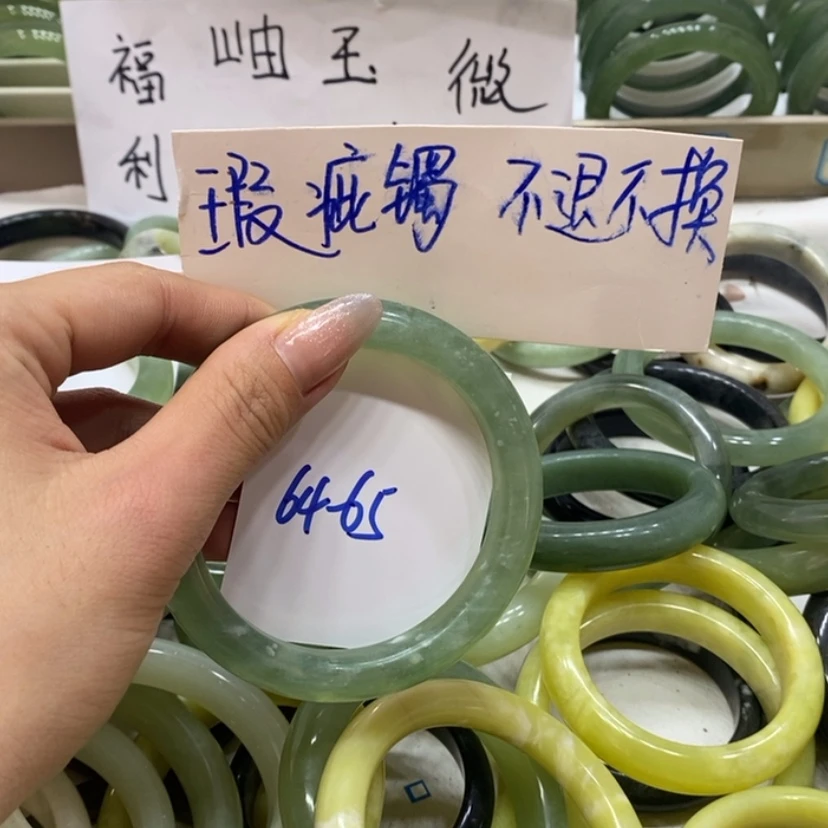 福 岫玉 微
利
瑕疵镯 不退不换
64-65